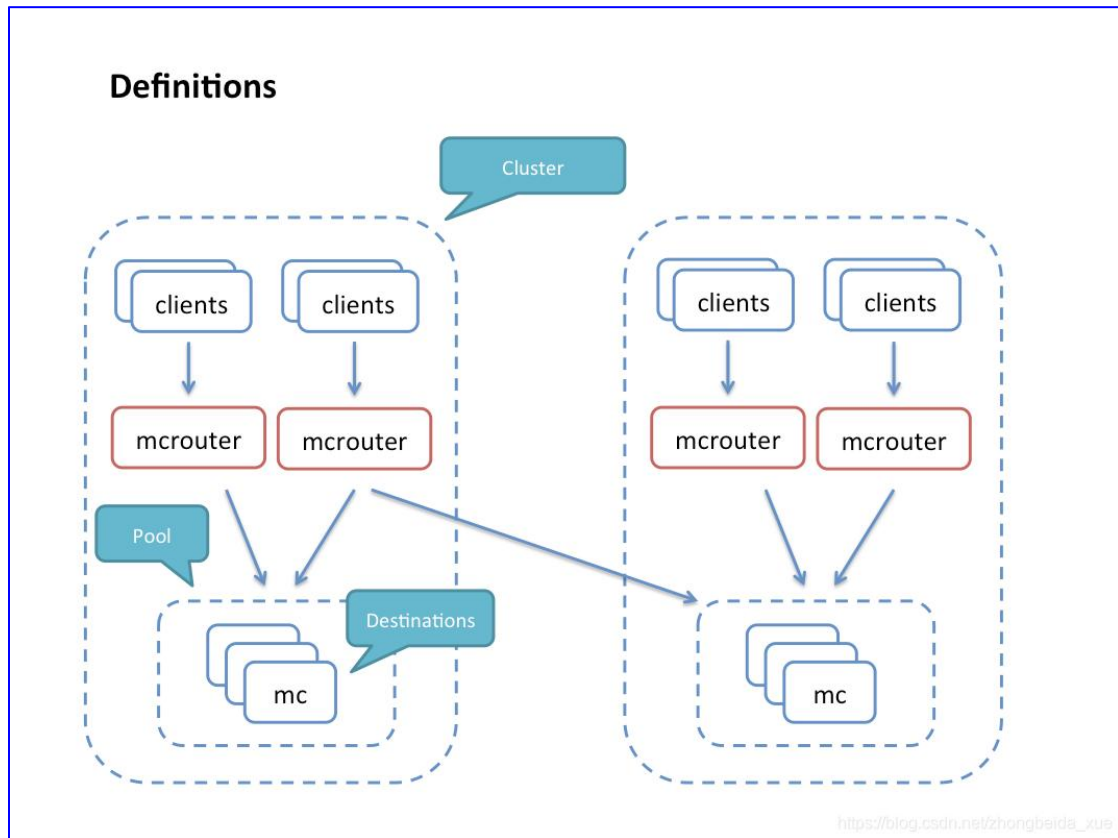 Definitions
Cluster
clients
clients
clients
clients
mcrouter
mcrouter
mcrouter
mcrouter
Pool
Destinations
mc
mc
https://blog.csdn.net/zhongbeida_xue